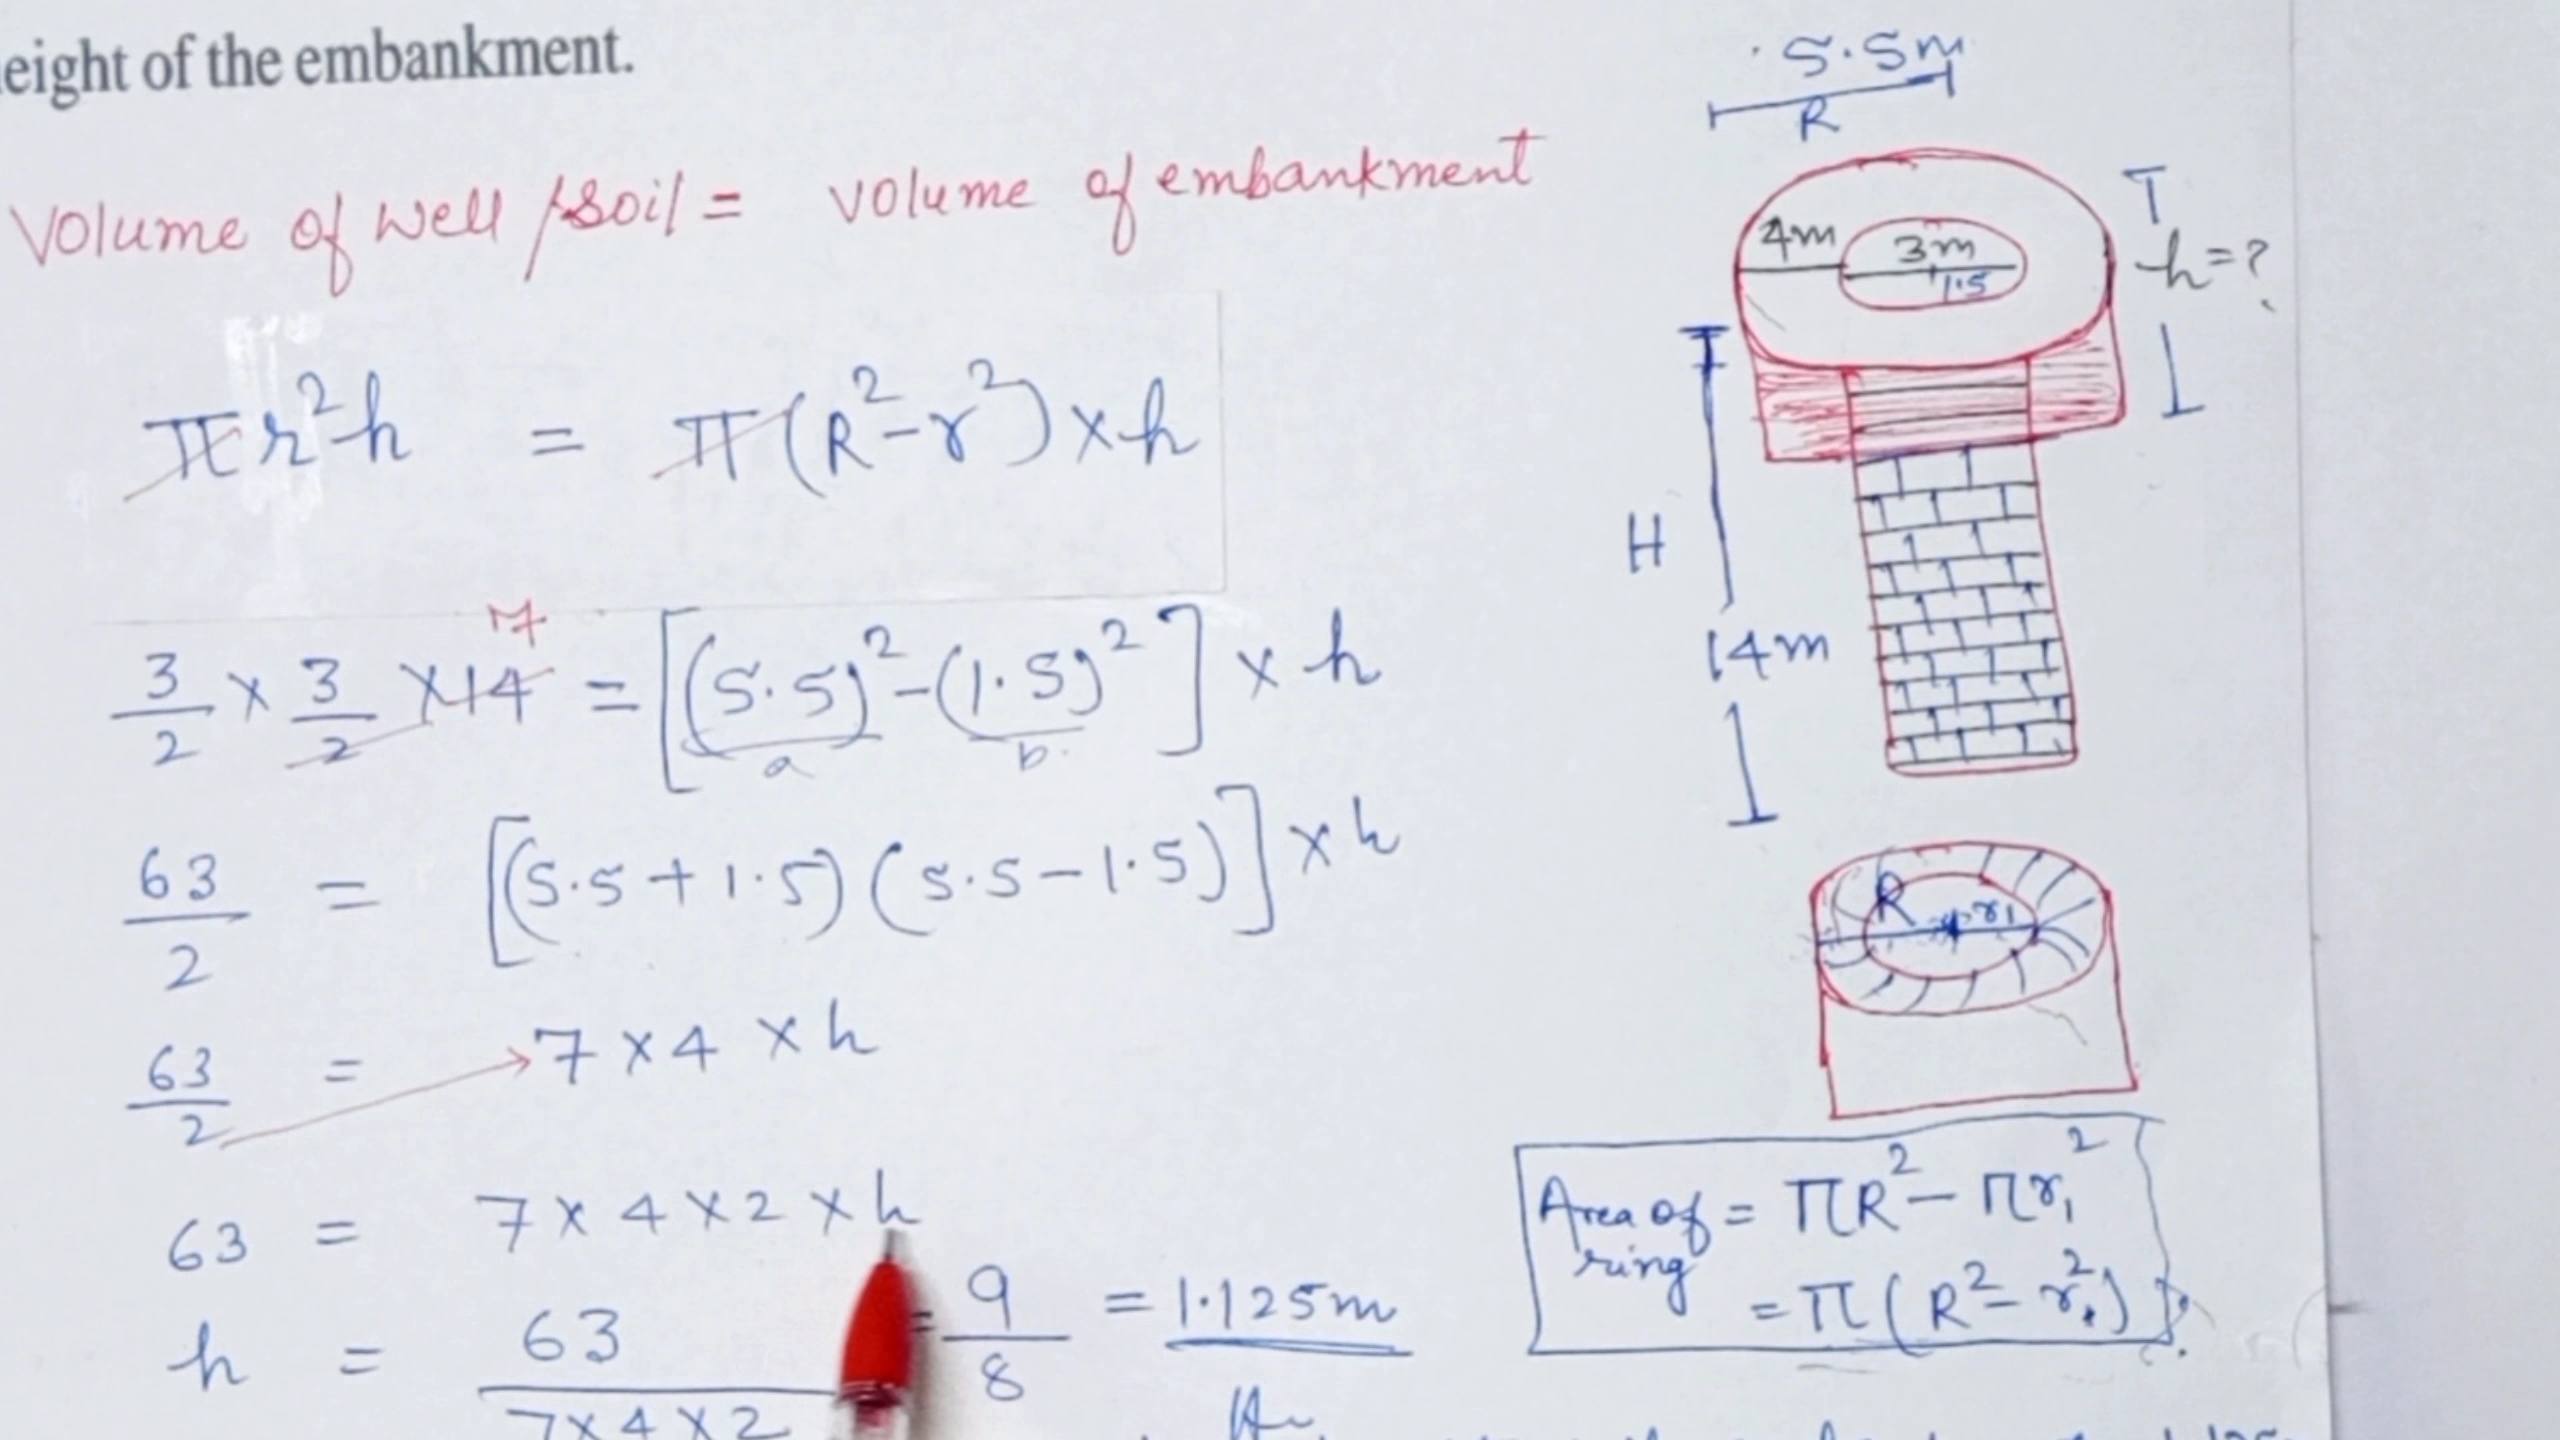 eight of the embankment.
Volume of well/soil = volume of embankment
πr²h = π(R²-r²)×h
7
3/2 × 3/2 ×14 = [(5.5)²-(1.5)²] × h
a b
63/2 = [(5.5+1.5)(5.5-1.5)]×h
63/2 = 7×4×h
63 = 7×4×2×h
h = 63/7×4×2 = 9/8 = 1.125m
5.5m
R
4m 3m
1.5
h=?
H
14m
R r₁
Area of ring = πR²-πr₁²
=π(R²-r₁²)